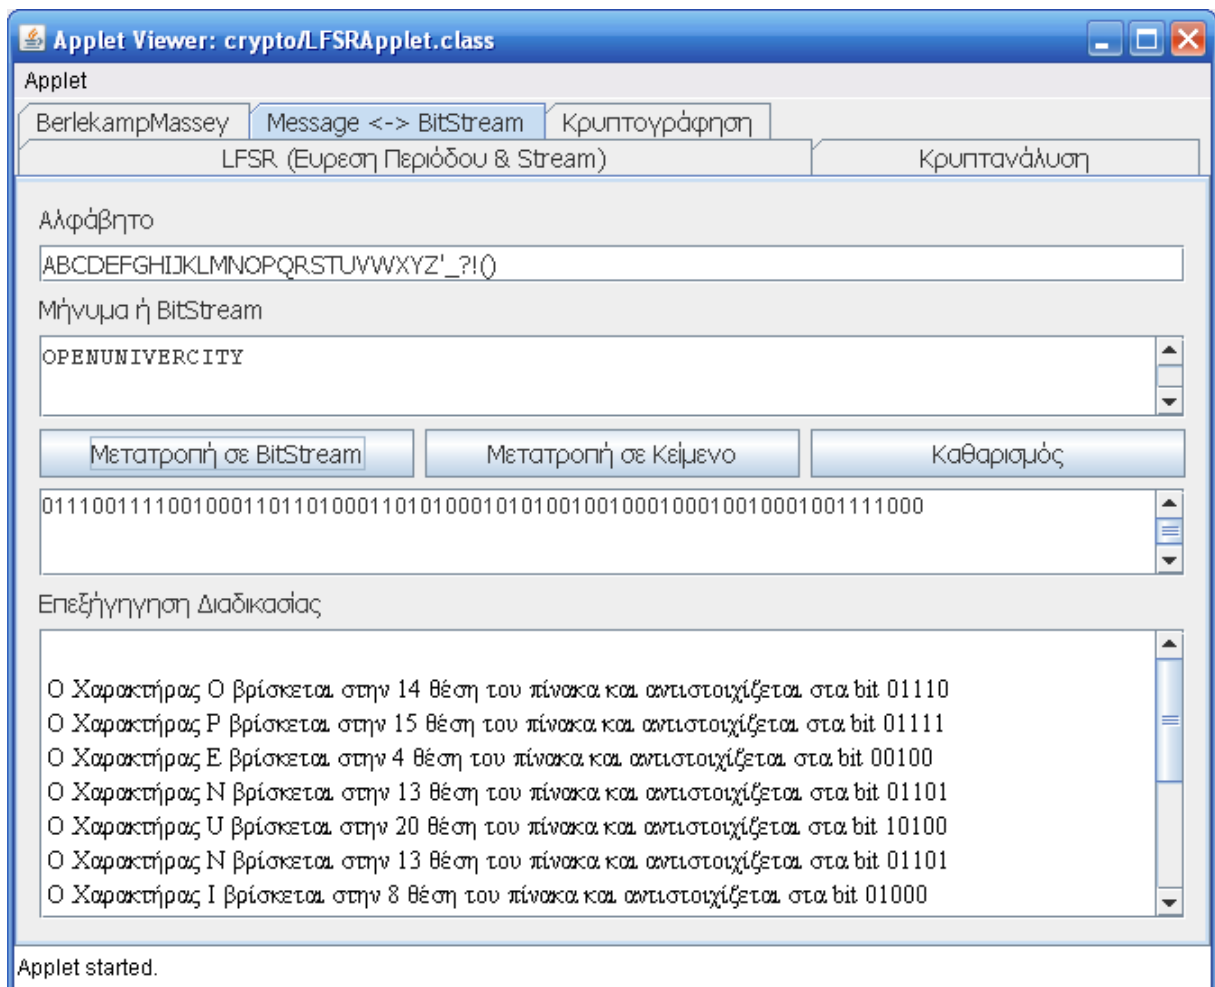 Applet Viewer: crypto/LFSRApplet.class
Applet
BerlekampMassey Message <-> BitStream Κρυπτογράφηση
LFSR (Ευρεση Περιόδου & Stream) Κρυπτανάλυση
Αλφάβητο
ABCDEFGHIJKLMNOPQRSTUVWXYZ'_?!()
Μήνυμα ή BitStream
OPENUNIVERCITY
Μετατροπή σε BitStream Μετατροπή σε Κείμενο Καθαρισμός
0111001111001000110110100011010100010101001001000100010010001001111000
Επεξήγηγηση Διαδικασίας
Ο Χαρακτήρας O βρίσκεται στην 14 θέση του πίνακα και αντιστοιχίζεται στα bit 01110
Ο Χαρακτήρας P βρίσκεται στην 15 θέση του πίνακα και αντιστοιχίζεται στα bit 01111
Ο Χαρακτήρας E βρίσκεται στην 4 θέση του πίνακα και αντιστοιχίζεται στα bit 00100
Ο Χαρακτήρας N βρίσκεται στην 13 θέση του πίνακα και αντιστοιχίζεται στα bit 01101
Ο Χαρακτήρας U βρίσκεται στην 20 θέση του πίνακα και αντιστοιχίζεται στα bit 10100
Ο Χαρακτήρας N βρίσκεται στην 13 θέση του πίνακα και αντιστοιχίζεται στα bit 01101
Ο Χαρακτήρας I βρίσκεται στην 8 θέση του πίνακα και αντιστοιχίζεται στα bit 01000
Applet started.